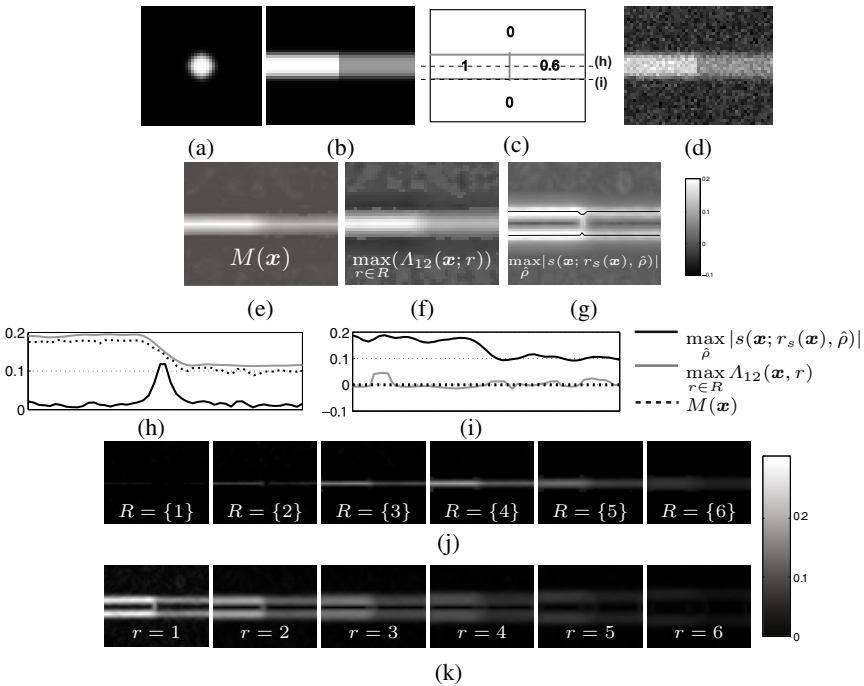 0
1 0.6 (h)
(i)
0
(a) (b) (c) (d)
0.2
0.1
0
−0.1
M(x)
max(Λ₁₂(x; r))
r∈R
max|s(x; rₛ(x), ρ̂)|
ρ̂
(e) (f) (g)
0.2
0.1
0
(h)
0.2
0.1
0
−0.1
(i)
max|s(x; rₛ(x), ρ̂)|
ρ̂
max Λ₁₂(x, r)
r∈R
M(x)
R = {1} R = {2} R = {3} R = {4} R = {5} R = {6}
(j)
r = 1 r = 2 r = 3 r = 4 r = 5 r = 6
(k)
0.2
0.1
0